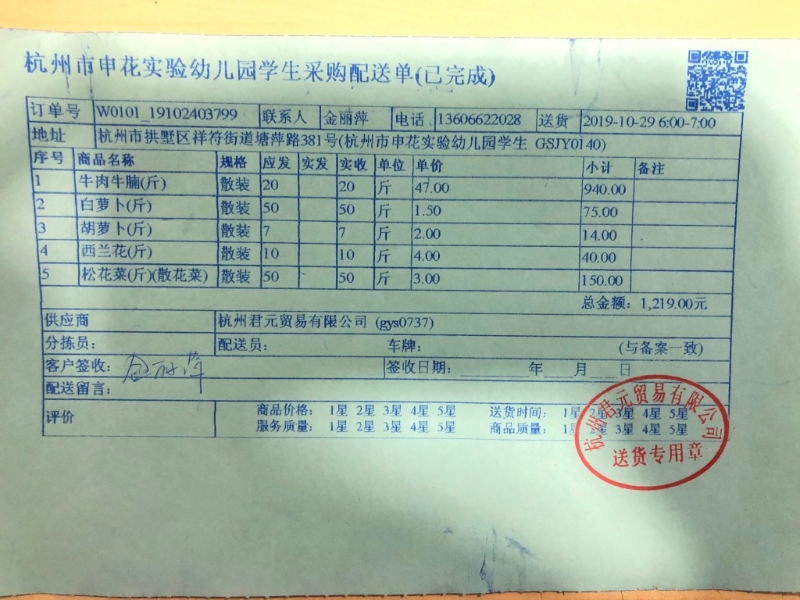 杭州市申花实验幼儿园学生采购配送单(已完成)
订单号 W0101_19102403799 联系人 金丽萍 电话 13606622028 送货 2019-10-29 6:00-7:00
地址 杭州市拱墅区祥符街道塘萍路381号(杭州市申花实验幼儿园学生 GSJY0140)
序号 商品名称 规格 应发 实发 实收 单位 单价 小计 备注
1 牛肉牛腩(斤) 散装 20 20 斤 47.00 940.00
2 白萝卜(斤) 散装 50 50 斤 1.50 75.00
3 胡萝卜(斤) 散装 7 7 斤 2.00 14.00
4 西兰花(斤) 散装 10 10 斤 4.00 40.00
5 松花菜(斤)(散花菜) 散装 50 50 斤 3.00 150.00
总金额: 1,219.00元
供应商 杭州君元贸易有限公司 (gys0737)
分拣员: 配送员: 车牌: (与备案一致)
客户签收: 金丽萍 签收日期: 年 月 日
配送留言:
评价 商品价格: 1星 2星 3星 4星 5星 送货时间: 1星 2星 3星 4星 5星
服务质量: 1星 2星 3星 4星 5星 商品质量: 1星 2星 3星 4星 5星
杭州君元贸易有限公司
送货专用章